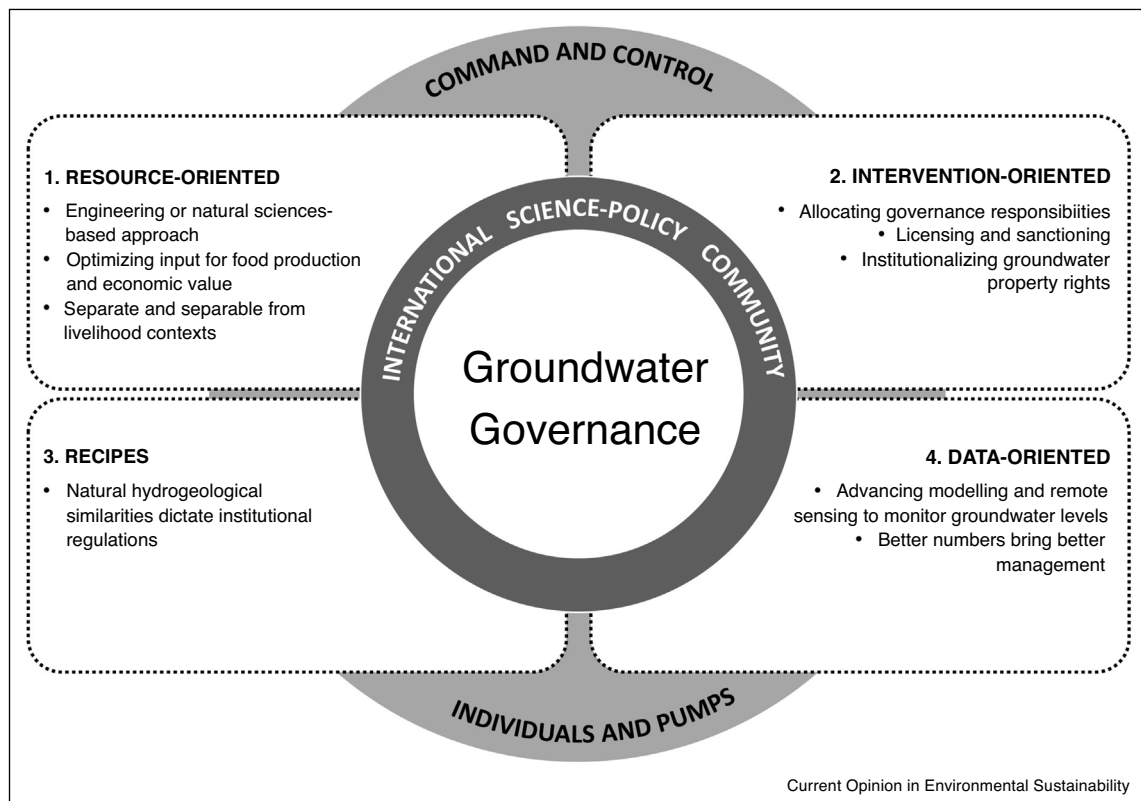 COMMAND AND CONTROL
1. RESOURCE-ORIENTED
• Engineering or natural sciences-
based approach
• Optimizing input for food production
and economic value
• Separate and separable from
livelihood contexts
2. INTERVENTION-ORIENTED
• Allocating governance responsibiities
• Licensing and sanctioning
• Institutionalizing groundwater
property rights
INTERNATIONAL SCIENCE-POLICY COMMUNITY
Groundwater
Governance
3. RECIPES
• Natural hydrogeological
similarities dictate institutional
regulations
4. DATA-ORIENTED
• Advancing modelling and remote
sensing to monitor groundwater levels
• Better numbers bring better
management
INDIVIDUALS AND PUMPS
Current Opinion in Environmental Sustainability